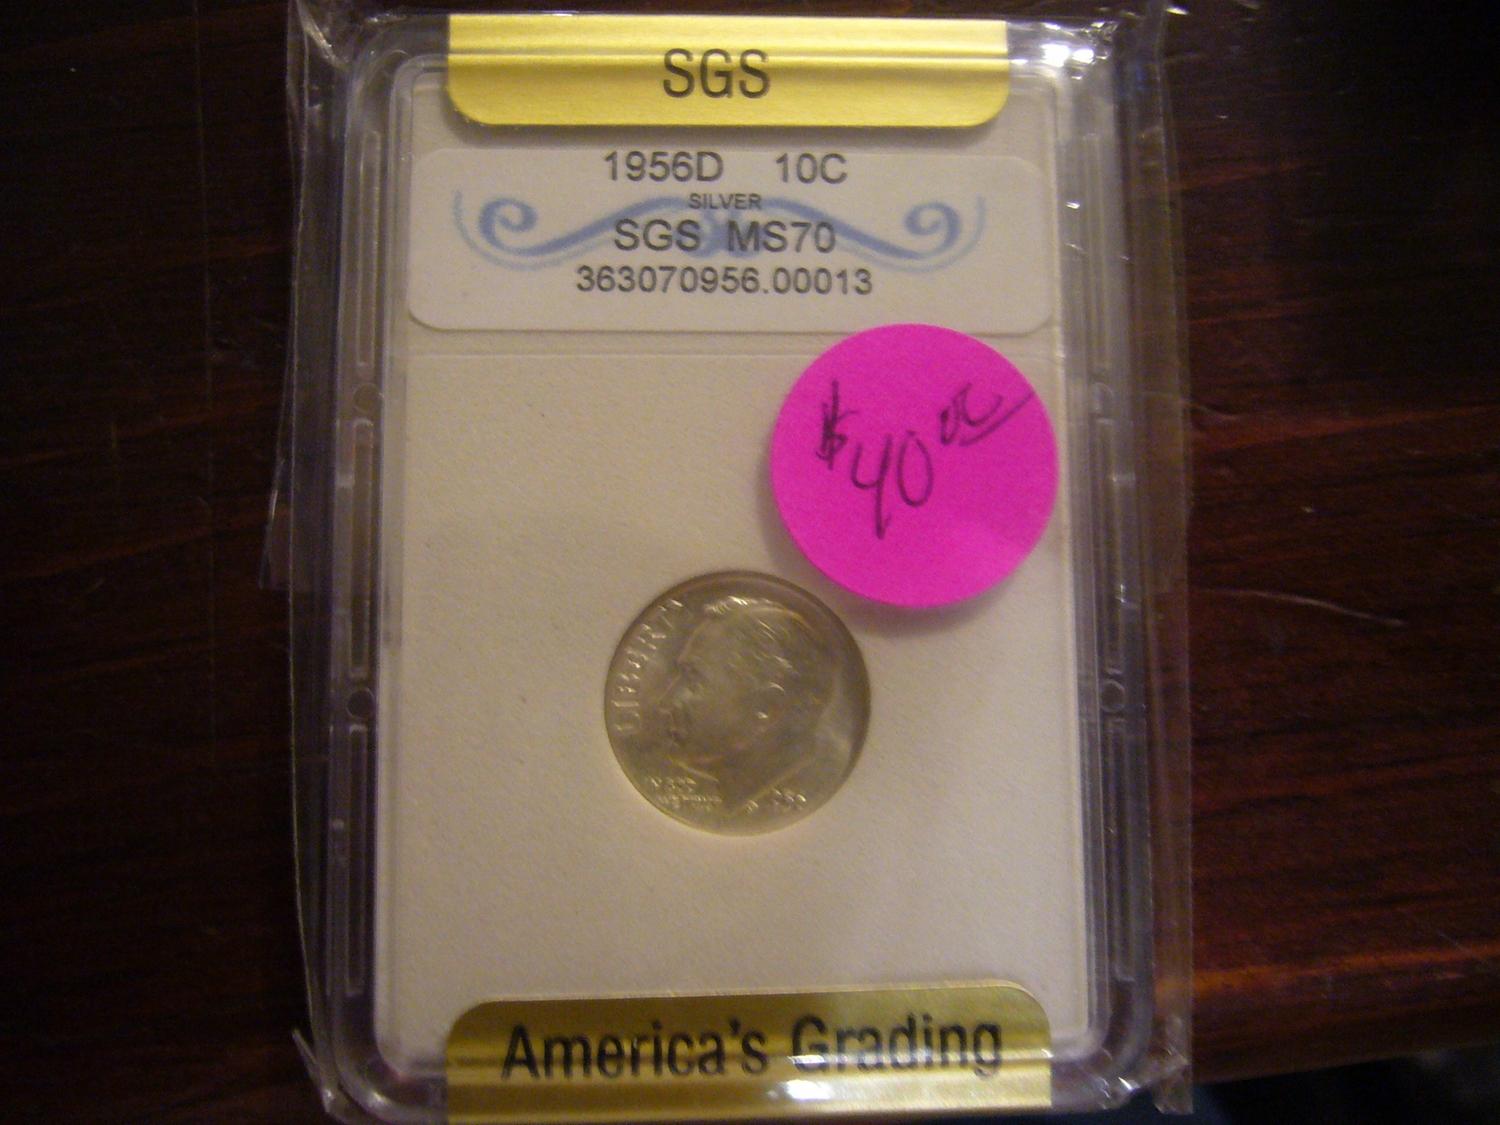 SGS
1956D 10C
SILVER
SGS MS70
363070956.00013
$40.00
LIBERTY
America's Grading